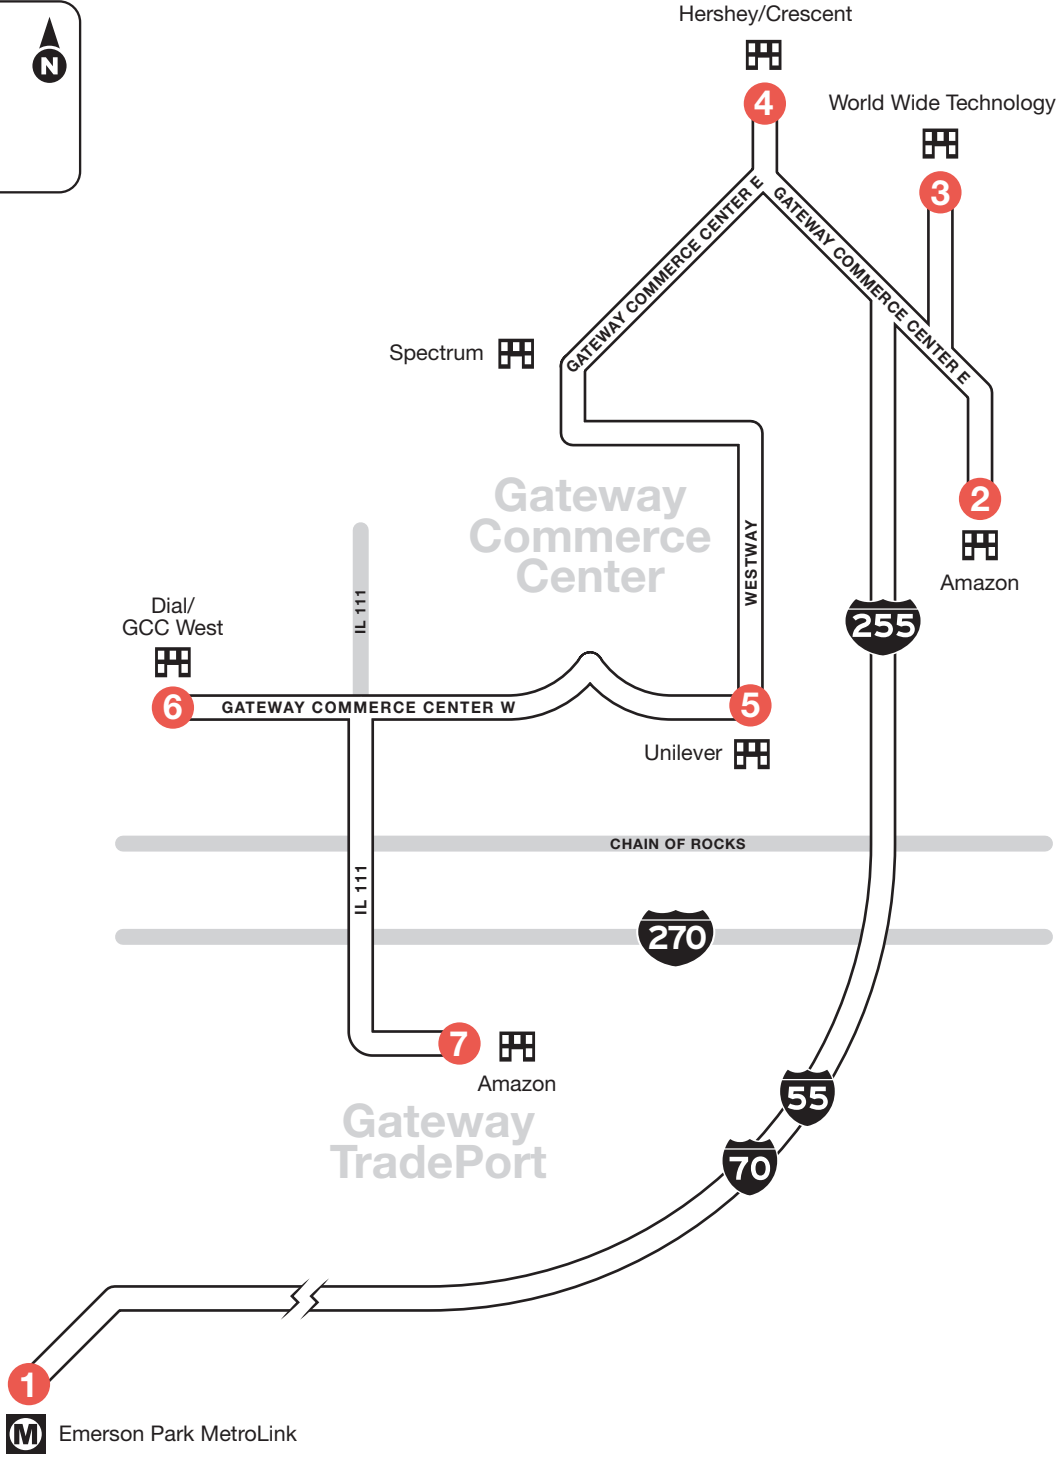 Hershey/Crescent
N
4
World Wide Technology
3
GATEWAY COMMERCE CENTER E
GATEWAY COMMERCE CENTER E
Spectrum
Gateway
Commerce
Center
2
Amazon
WESTWAY
IL 111
Dial/
GCC West
255
6
GATEWAY COMMERCE CENTER W
5
Unilever
CHAIN OF ROCKS
IL 111
270
7
Amazon
55
Gateway
TradePort
70
1
M
Emerson Park MetroLink